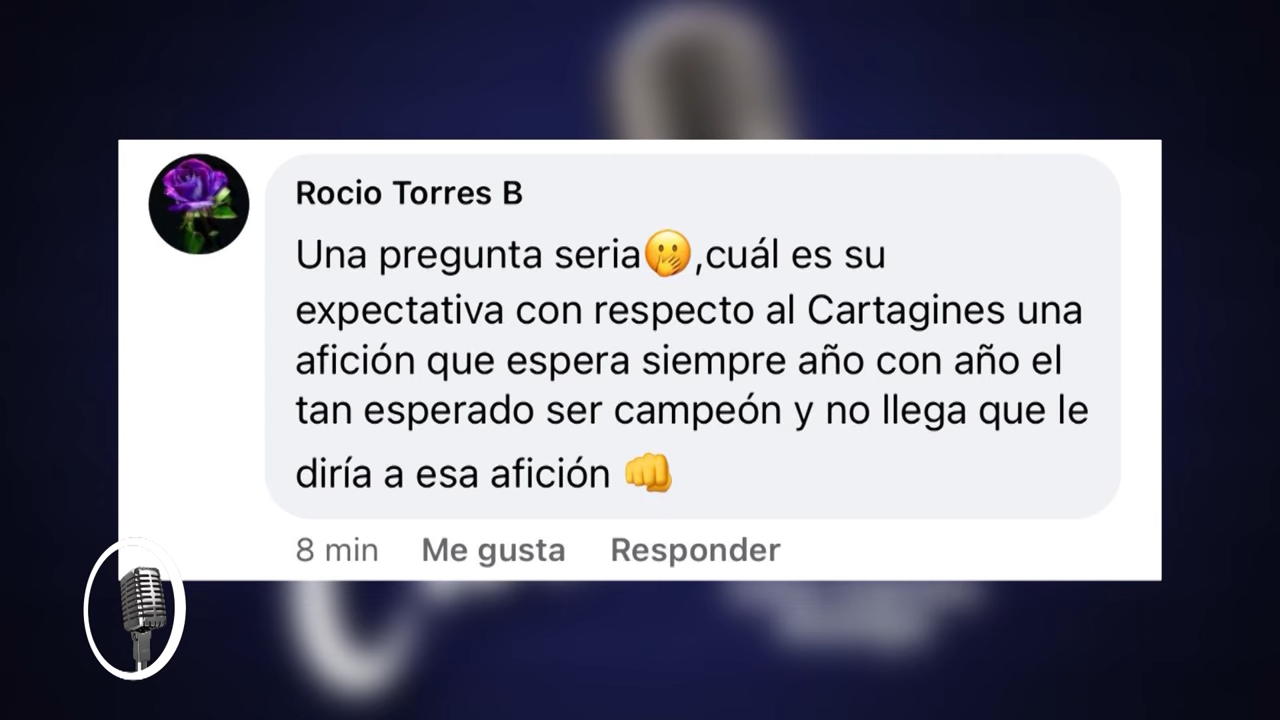 Rocio Torres B
Una pregunta seria🤭,cuál es su
expectativa con respecto al Cartagines una
afición que espera siempre año con año el
tan esperado ser campeón y no llega que le
diría a esa afición 👊
8 min Me gusta Responder